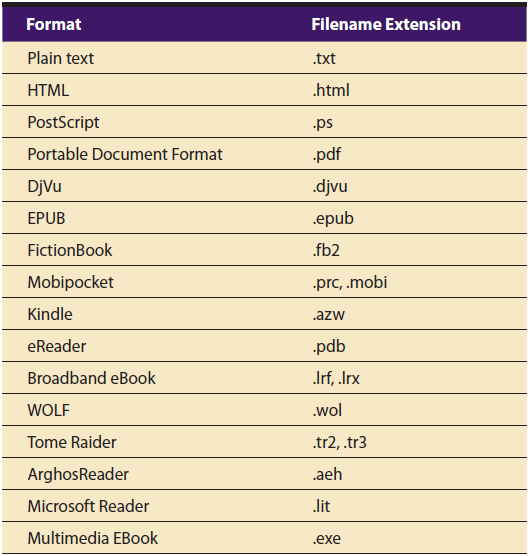 Format Filename Extension
Plain text .txt
HTML .html
PostScript .ps
Portable Document Format .pdf
DjVu .djvu
EPUB .epub
FictionBook .fb2
Mobipocket .prc, .mobi
Kindle .azw
eReader .pdb
Broadband eBook .lrf, .lrx
WOLF .wol
Tome Raider .tr2, .tr3
ArghosReader .aeh
Microsoft Reader .lit
Multimedia EBook .exe